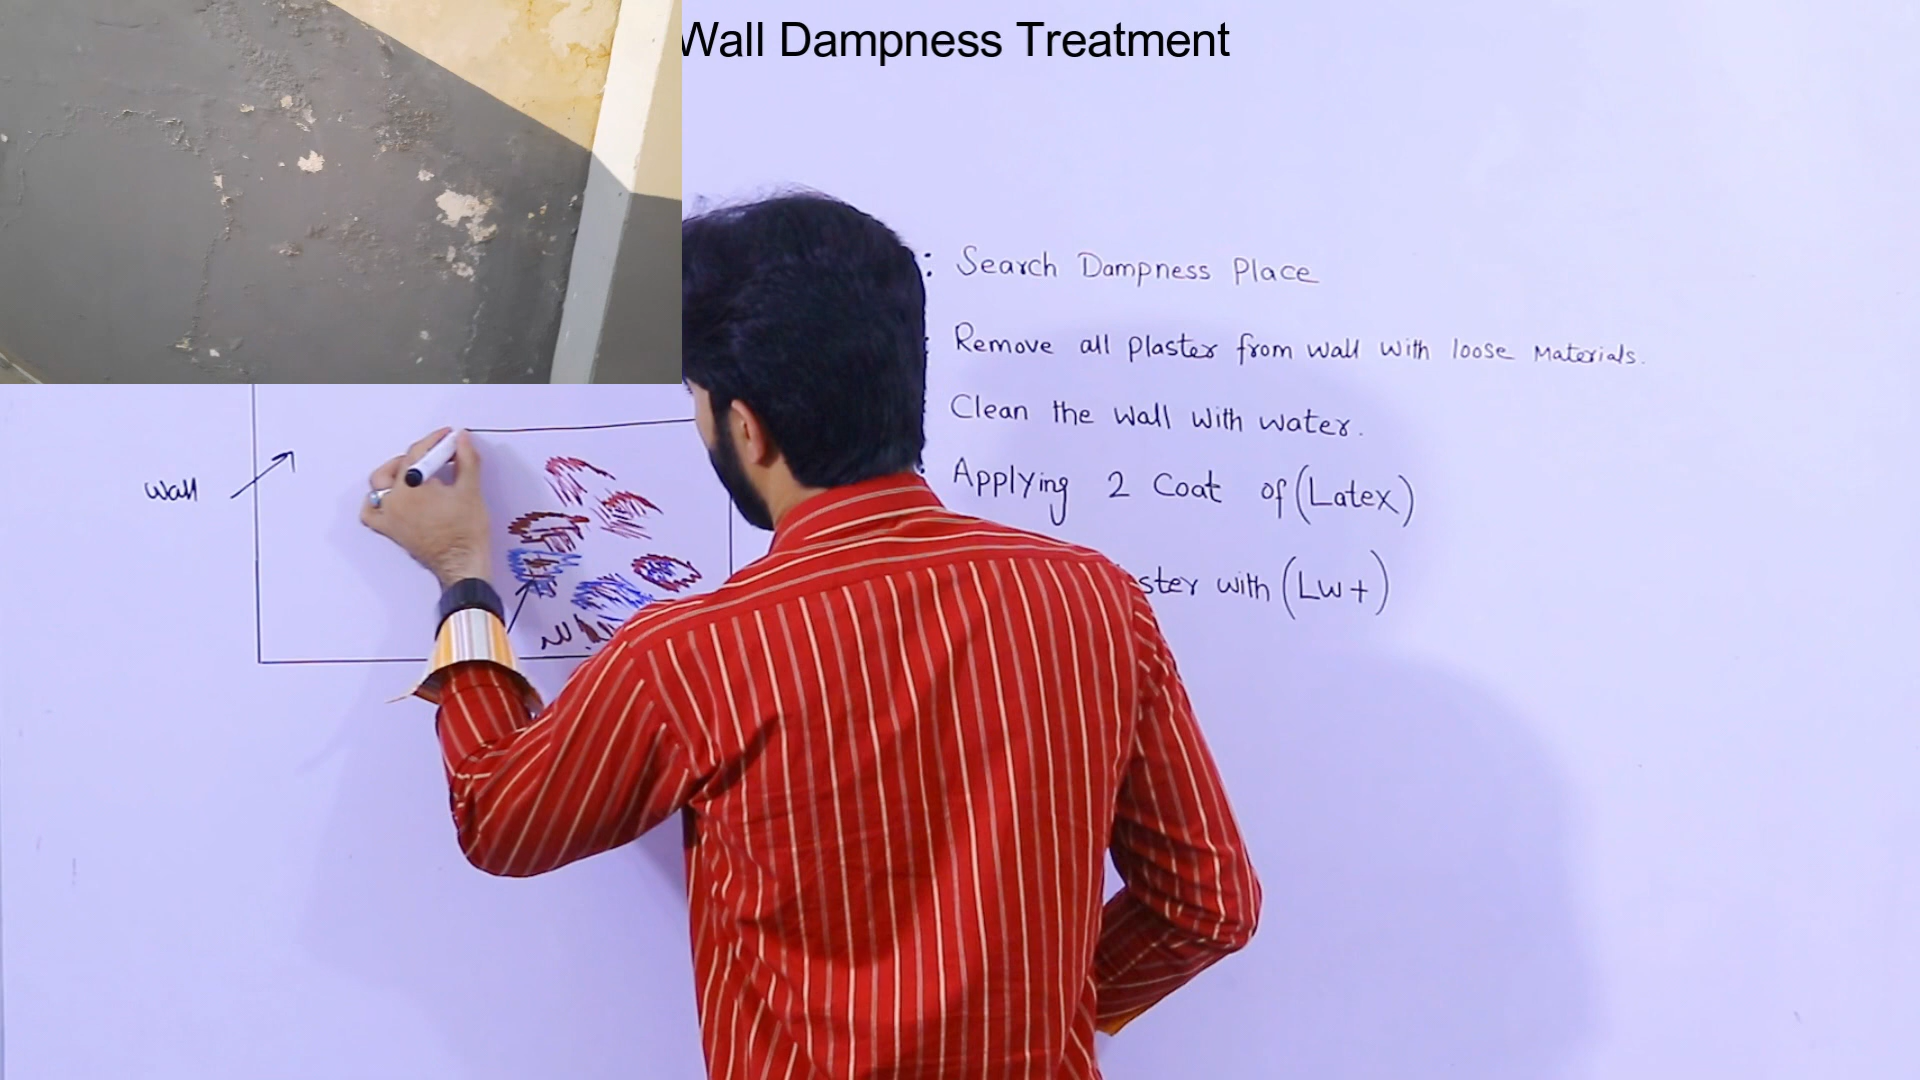 Wall Dampness Treatment
: Search Dampness Place
: Remove all plaster from wall with loose Materials.
Clean the wall with water.
: Applying 2 Coat of (Latex)
with (Lw+)
wall